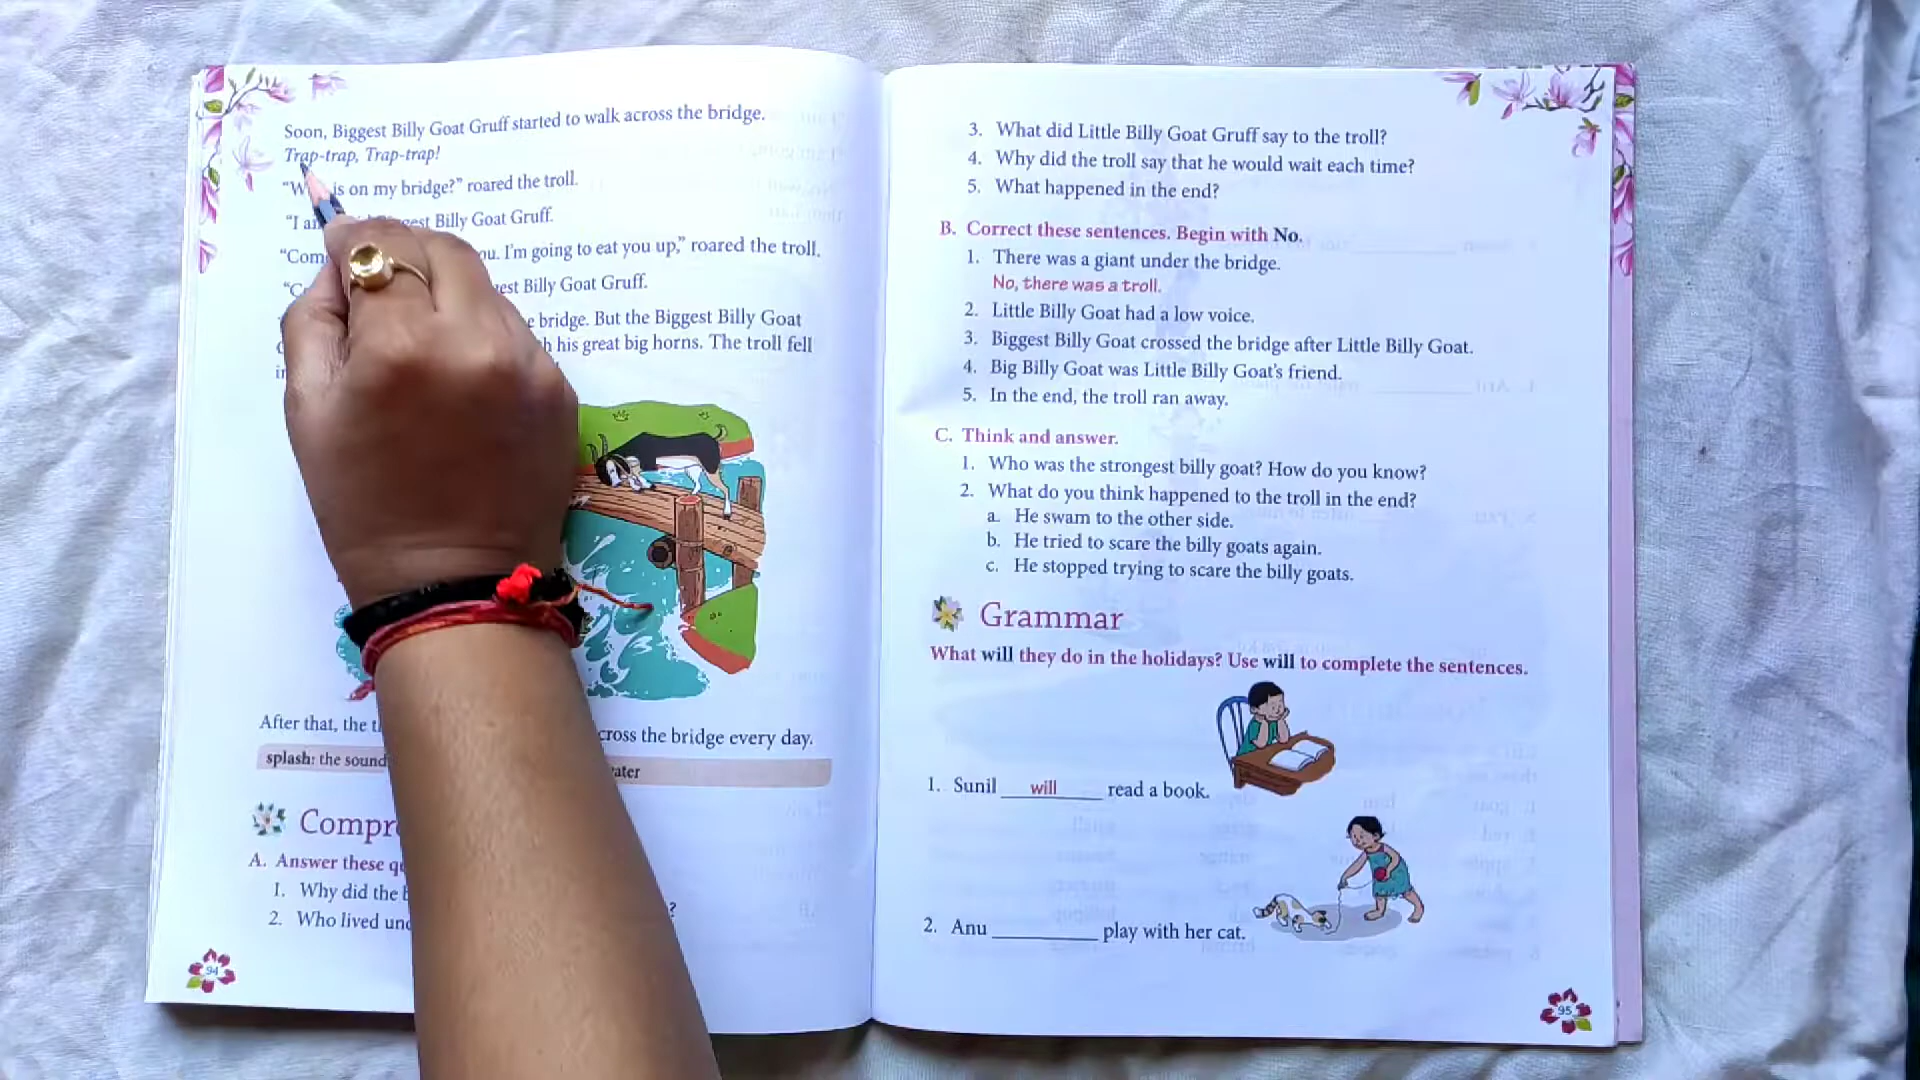 Soon, Biggest Billy Goat Gruff started to walk across the bridge.
Trap-trap, Trap-trap!
is on my bridge?” roared the troll.
“I Billy Goat Gruff.
I’m going to eat you up,” roared the troll.
Billy Goat Gruff.
bridge. But the Biggest Billy Goat
his great big horns. The troll fell
After that, the cross the bridge every day.
splash: the sound
A. Answer these
1. Why did the ?
2. Who lived
94
3. What did Little Billy Goat Gruff say to the troll?
4. Why did the troll say that he would wait each time?
5. What happened in the end?
B. Correct these sentences. Begin with No.
1. There was a giant under the bridge.
No, there was a troll.
2. Little Billy Goat had a low voice.
3. Biggest Billy Goat crossed the bridge after Little Billy Goat.
4. Big Billy Goat was Little Billy Goat’s friend.
5. In the end, the troll ran away.
C. Think and answer.
1. Who was the strongest billy goat? How do you know?
2. What do you think happened to the troll in the end?
a. He swam to the other side.
b. He tried to scare the billy goats again.
c. He stopped trying to scare the billy goats.
Grammar
What will they do in the holidays? Use will to complete the sentences.
1. Sunil will read a book.
2. Anu __________ play with her cat.
95